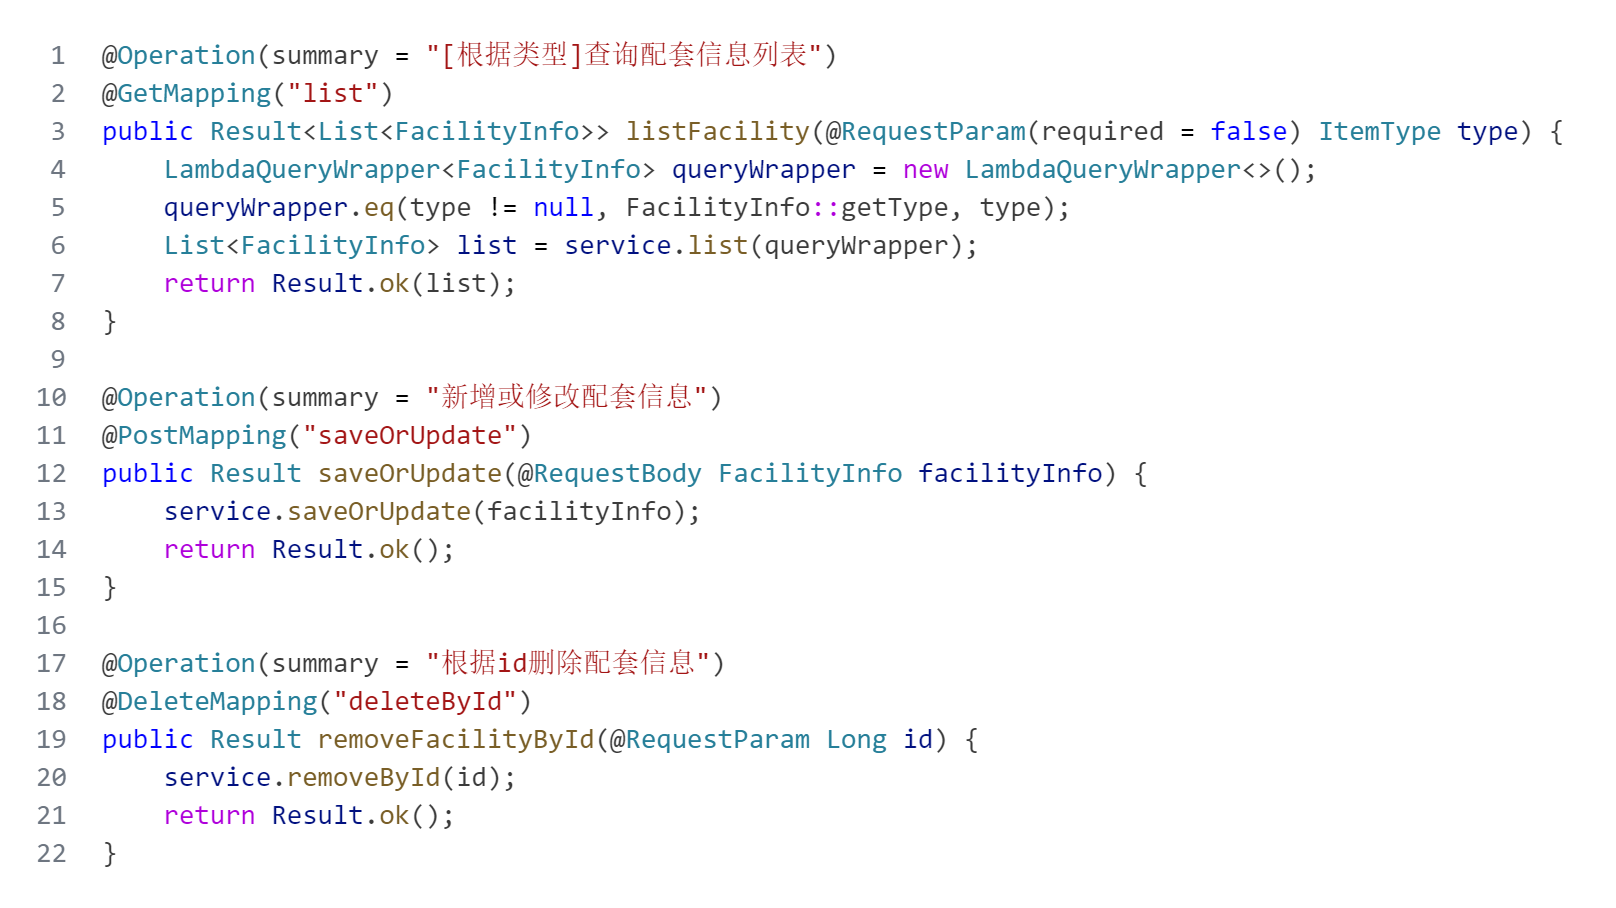 1 @Operation(summary = "[根据类型]查询配套信息列表")
2 @GetMapping("list")
3 public Result<List<FacilityInfo>> listFacility(@RequestParam(required = false) ItemType type) {
4     LambdaQueryWrapper<FacilityInfo> queryWrapper = new LambdaQueryWrapper<>();
5     queryWrapper.eq(type != null, FacilityInfo::getType, type);
6     List<FacilityInfo> list = service.list(queryWrapper);
7     return Result.ok(list);
8 }
9
10 @Operation(summary = "新增或修改配套信息")
11 @PostMapping("saveOrUpdate")
12 public Result saveOrUpdate(@RequestBody FacilityInfo facilityInfo) {
13     service.saveOrUpdate(facilityInfo);
14     return Result.ok();
15 }
16
17 @Operation(summary = "根据id删除配套信息")
18 @DeleteMapping("deleteById")
19 public Result removeFacilityById(@RequestParam Long id) {
20     service.removeById(id);
21     return Result.ok();
22 }